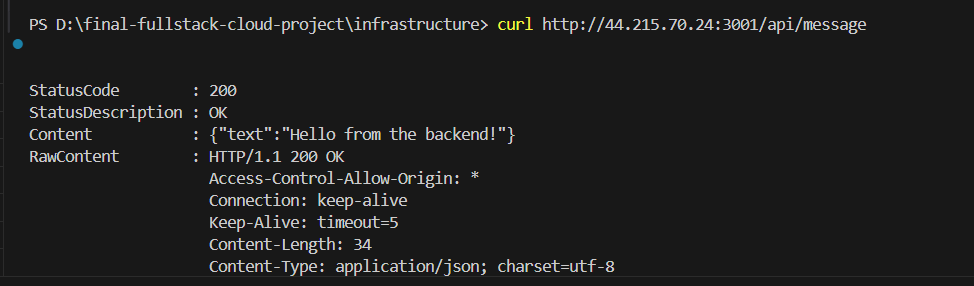 PS D:\final-fullstack-cloud-project\infrastructure> curl http://44.215.70.24:3001/api/message
StatusCode : 200
StatusDescription : OK
Content : {"text":"Hello from the backend!"}
RawContent : HTTP/1.1 200 OK
Access-Control-Allow-Origin: *
Connection: keep-alive
Keep-Alive: timeout=5
Content-Length: 34
Content-Type: application/json; charset=utf-8